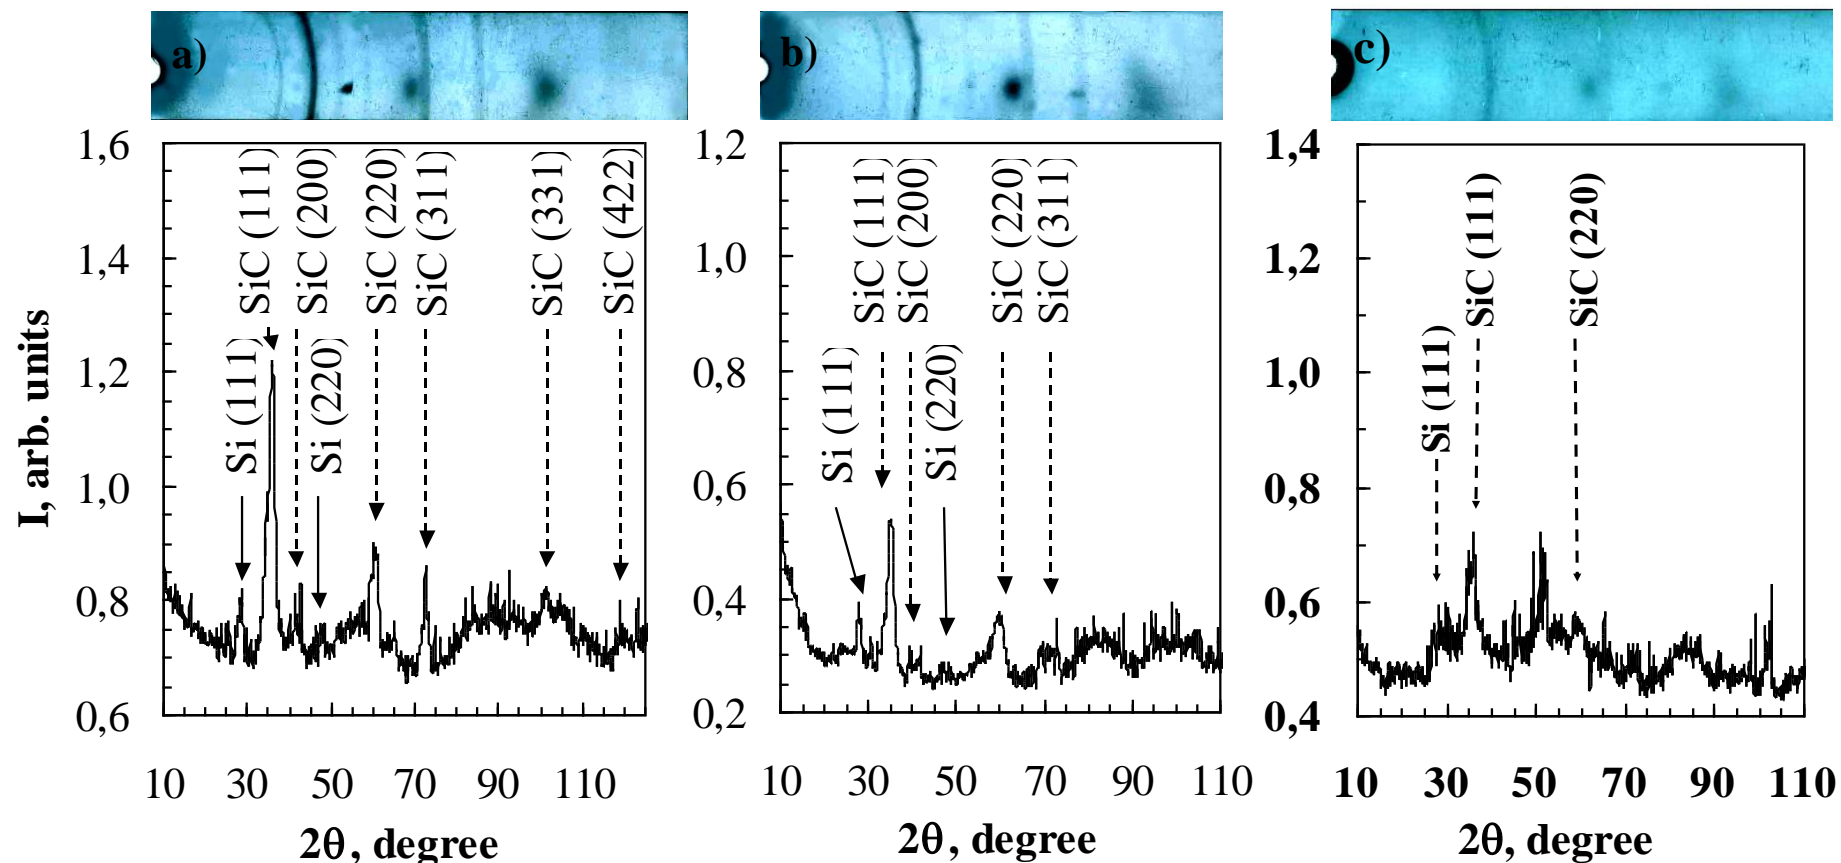 a)
b)
c)
I, arb. units
1,6
1,4
1,2
1,0
0,8
0,6
Si (111)
SiC (111)
SiC (200)
Si (220)
SiC (220)
SiC (311)
SiC (331)
SiC (422)
10 30 50 70 90 110
2θ, degree
1,2
1,0
0,8
0,6
0,4
0,2
Si (111)
SiC (111)
SiC (200)
Si (220)
SiC (220)
SiC (311)
10 30 50 70 90 110
2θ, degree
1,4
1,2
1,0
0,8
0,6
0,4
Si (111)
SiC (111)
SiC (220)
10 30 50 70 90 110
2θ, degree